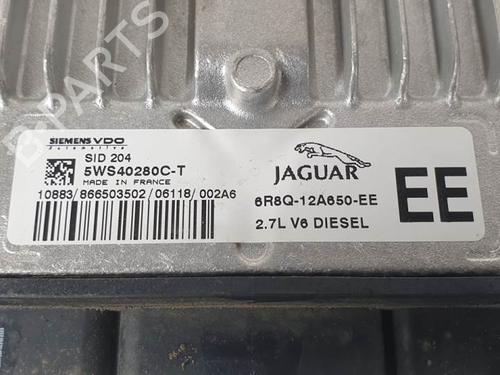 B-PARTS
SIEMENS VDO
Automotive
SID 204
5WS40280C-T
MADE IN FRANCE
10883/866503502/06118/002A6
JAGUAR
6R8Q-12A650-EE
2.7L V6 DIESEL
EE